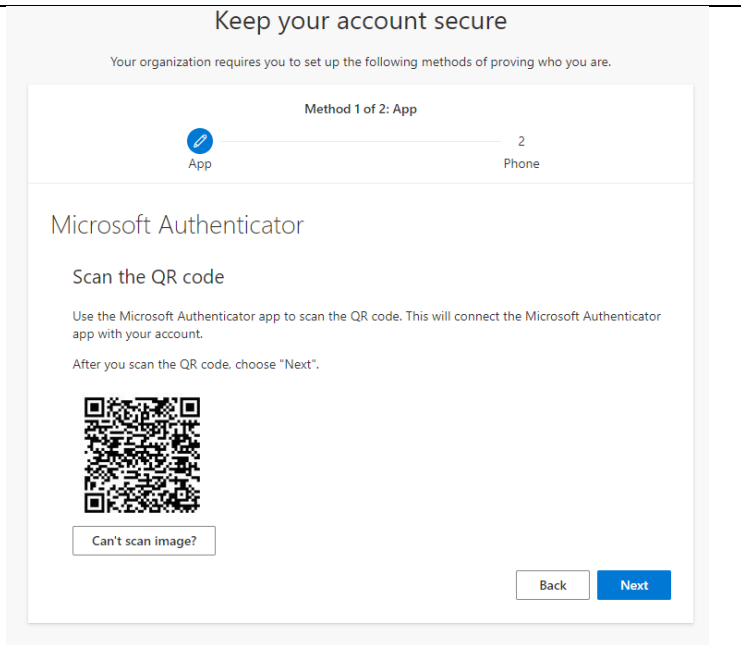 Keep your account secure
Your organization requires you to set up the following methods of proving who you are.
Method 1 of 2: App
2
App
Phone
Microsoft Authenticator
Scan the QR code
Use the Microsoft Authenticator app to scan the QR code. This will connect the Microsoft Authenticator
app with your account.
After you scan the QR code, choose "Next".
Can't scan image?
Back
Next